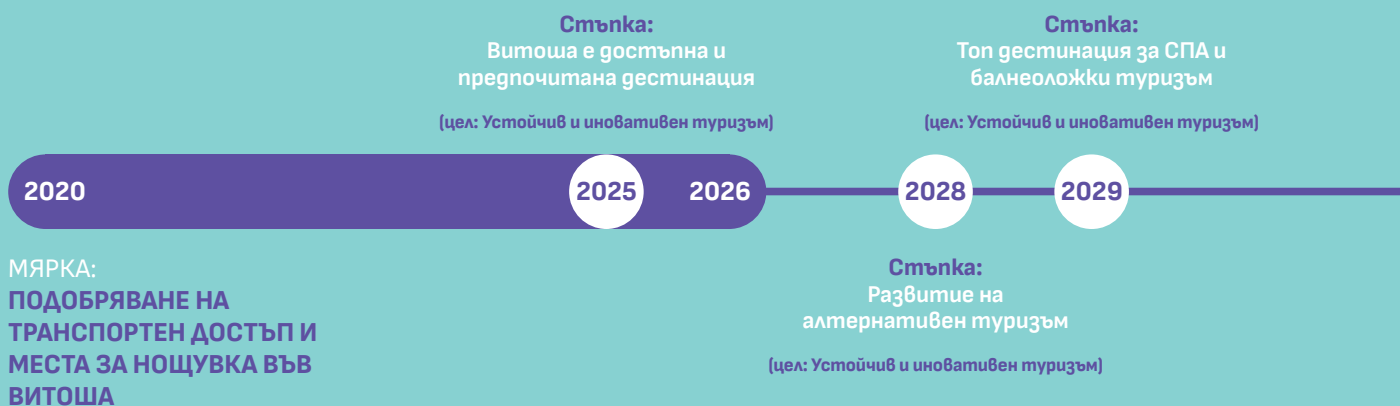 Стъпка:
Витоша е достъпна и
предпочитана дестинация
(цел: Устойчив и иновативен туризъм)
Стъпка:
Топ дестинация за СПА и
балнеоложки туризъм
(цел: Устойчив и иновативен туризъм)
2020
2025
2026
2028
2029
МЯРКА:
ПОДОБРЯВАНЕ НА
ТРАНСПОРТЕН ДОСТЪП И
МЕСТА ЗА НОЩУВКА ВЪВ
ВИТОША
Стъпка:
Развитие на
алтернативен туризъм
(цел: Устойчив и иновативен туризъм)